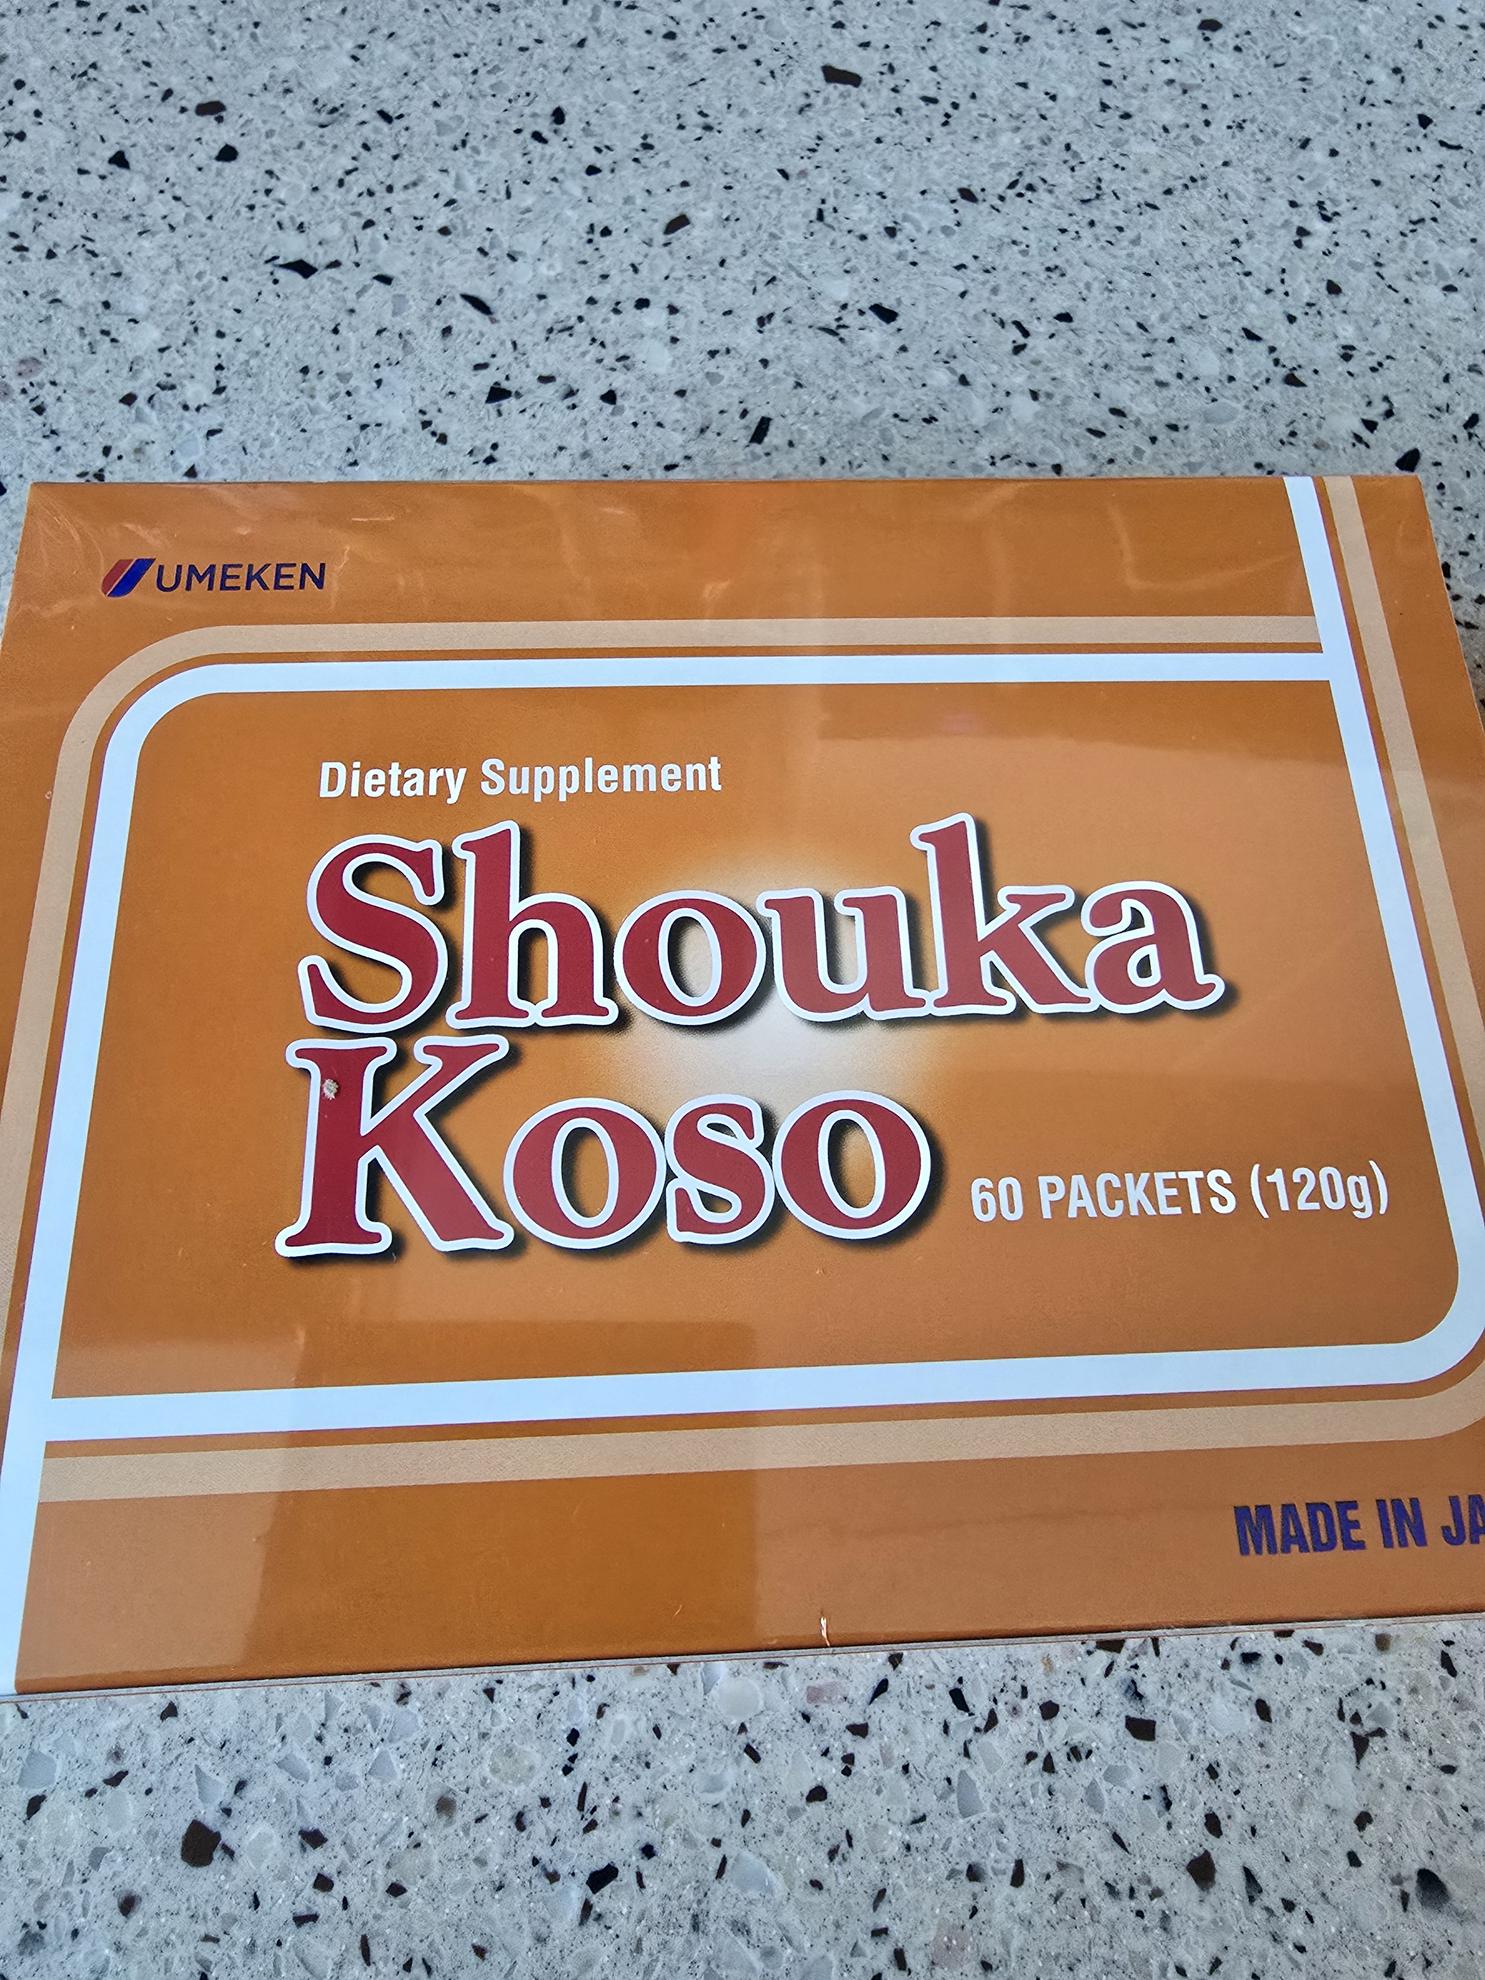 UMEKEN
Dietary Supplement
Shouka
Koso
60 PACKETS (120g)
MADE IN JA